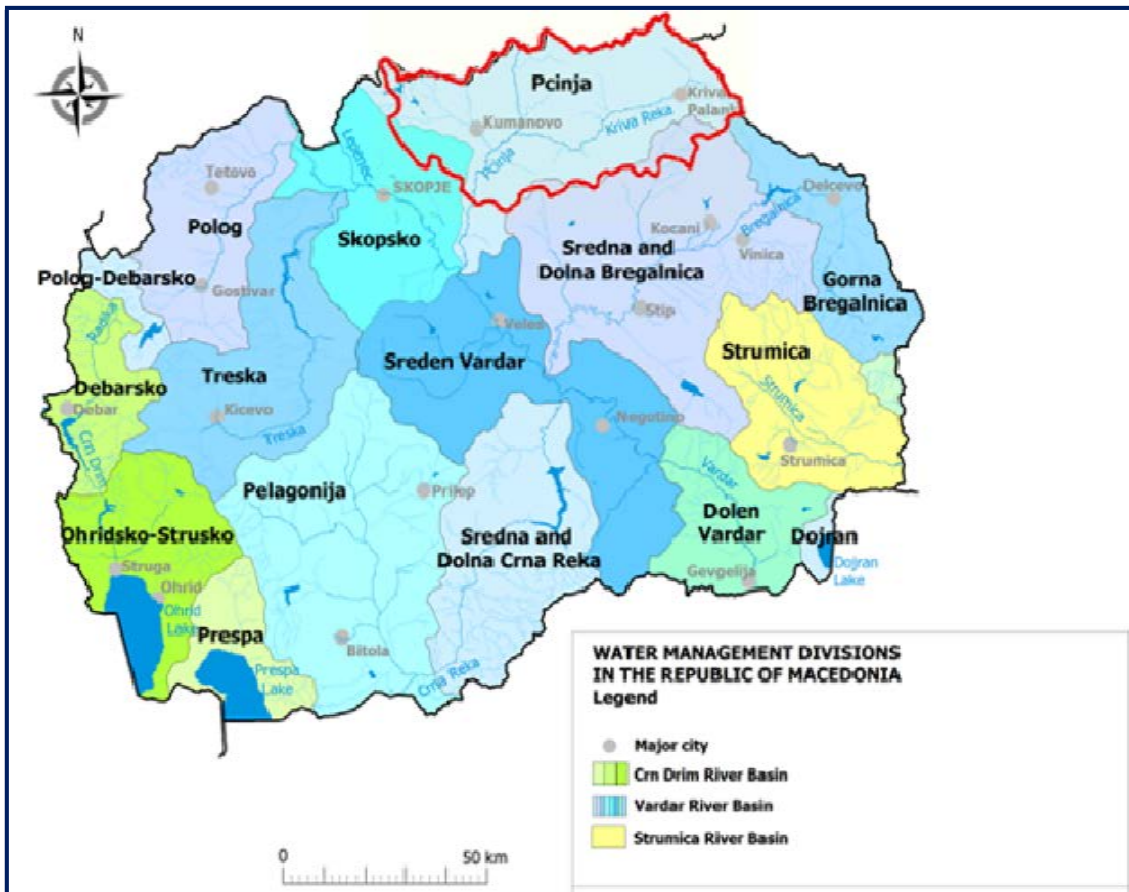 N
Pcinja
Kriva
Palank
Kumanovo
Kriva Reka
Pcinja
Lepenec
Tetovo
SKOPJE
Delcevo
Polog
Skopsko
Kocani
Bregalnica
Sredna and
Dolna Bregalnica
Vinica
Polog-Debarsko
Gostivar
Gorna
Bregalnica
Radika
Veles
Stip
Strumica
Sreden Vardar
Treska
Debarsko
Debar
Kicevo
Treska
Negotino
Strumica
Crn Drim
Strumica
Vardar
Pelagonija
Prilep
Dolen
Vardar
Ohridsko-Strusko
Sredna and
Dolna Crna Reka
Dojran
Struga
Gevgelija
Dojran
Lake
Ohrid
Ohrid
Lake
Prespa
Bitola
Prespa
Lake
Crna Reka
WATER MANAGEMENT DIVISIONS
IN THE REPUBLIC OF MACEDONIA
Legend
Major city
Crn Drim River Basin
Vardar River Basin
Strumica River Basin
0 50 km